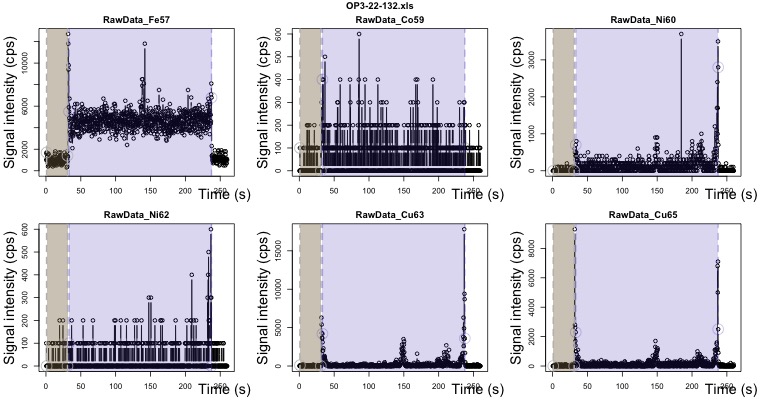 OP3-22-132.xls
RawData_Fe57
Signal intensity (cps)
0 2000 6000 10000
0 50 100 150 200 250
Time (s)
RawData_Co59
Signal intensity (cps)
0 100 200 300 400 500 600
0 50 100 150 200 250
Time (s)
RawData_Ni60
Signal intensity (cps)
0 1000 2000 3000
0 50 100 150 200 250
Time (s)
RawData_Ni62
Signal intensity (cps)
0 100 200 300 400 500 600
0 50 100 150 200 250
Time (s)
RawData_Cu63
Signal intensity (cps)
0 5000 10000 15000
0 50 100 150 200 250
Time (s)
RawData_Cu65
Signal intensity (cps)
0 2000 4000 6000 8000
0 50 100 150 200 250
Time (s)